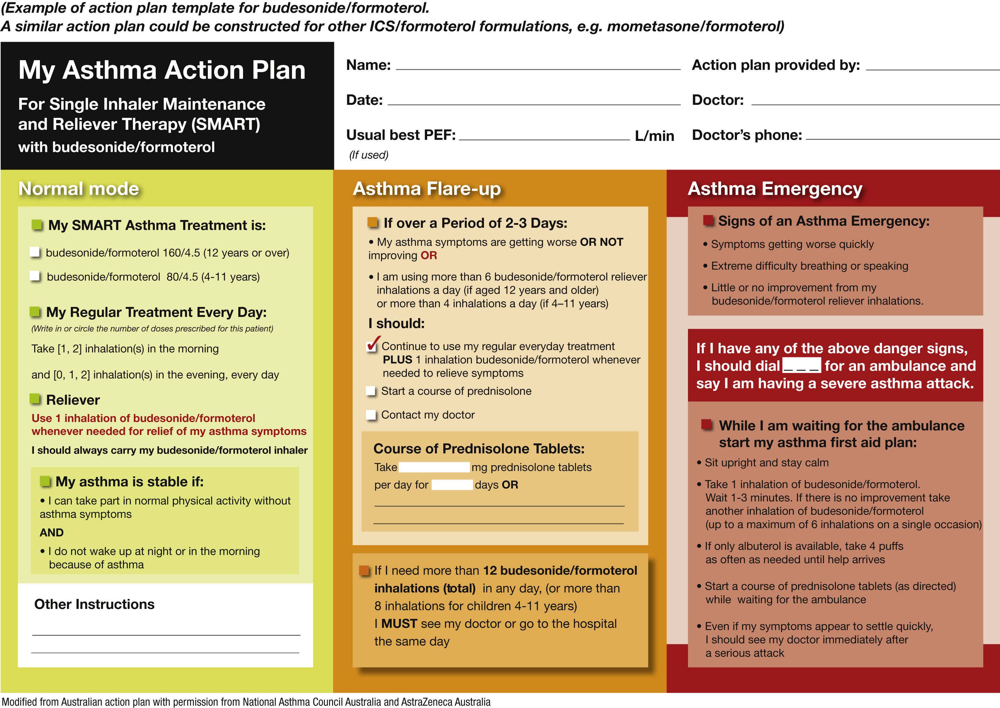 (Example of action plan template for budesonide/formoterol.
A similar action plan could be constructed for other ICS/formoterol formulations, e.g. mometasone/formoterol)
My Asthma Action Plan
For Single Inhaler Maintenance
and Reliever Therapy (SMART)
with budesonide/formoterol
Name:
Date:
Usual best PEF: L/min
(If used)
Action plan provided by:
Doctor:
Doctor's phone:
Normal mode
My SMART Asthma Treatment is:
budesonide/formoterol 160/4.5 (12 years or over)
budesonide/formoterol 80/4.5 (4-11 years)
My Regular Treatment Every Day:
(Write in or circle the number of doses prescribed for this patient)
Take [1, 2] inhalation(s) in the morning
and [0, 1, 2] inhalation(s) in the evening, every day
Reliever
Use 1 inhalation of budesonide/formoterol
whenever needed for relief of my asthma symptoms
I should always carry my budesonide/formoterol inhaler
My asthma is stable if:
• I can take part in normal physical activity without
asthma symptoms
AND
• I do not wake up at night or in the morning
because of asthma
Other Instructions
Asthma Flare-up
If over a Period of 2-3 Days:
• My asthma symptoms are getting worse OR NOT
improving OR
• I am using more than 6 budesonide/formoterol reliever
inhalations a day (if aged 12 years and older)
or more than 4 inhalations a day (if 4–11 years)
I should:
Continue to use my regular everyday treatment
PLUS 1 inhalation budesonide/formoterol whenever
needed to relieve symptoms
Start a course of prednisolone
Contact my doctor
Course of Prednisolone Tablets:
Take mg prednisolone tablets
per day for days OR
If I need more than 12 budesonide/formoterol
inhalations (total) in any day, (or more than
8 inhalations for children 4-11 years)
I MUST see my doctor or go to the hospital
the same day
Asthma Emergency
Signs of an Asthma Emergency:
• Symptoms getting worse quickly
• Extreme difficulty breathing or speaking
• Little or no improvement from my
budesonide/formoterol reliever inhalations.
If I have any of the above danger signs,
I should dial _ _ _ for an ambulance and
say I am having a severe asthma attack.
While I am waiting for the ambulance
start my asthma first aid plan:
• Sit upright and stay calm
• Take 1 inhalation of budesonide/formoterol.
Wait 1-3 minutes. If there is no improvement take
another inhalation of budesonide/formoterol
(up to a maximum of 6 inhalations on a single occasion)
• If only albuterol is available, take 4 puffs
as often as needed until help arrives
• Start a course of prednisolone tablets (as directed)
while waiting for the ambulance
• Even if my symptoms appear to settle quickly,
I should see my doctor immediately after
a serious attack
Modified from Australian action plan with permission from National Asthma Council Australia and AstraZeneca Australia